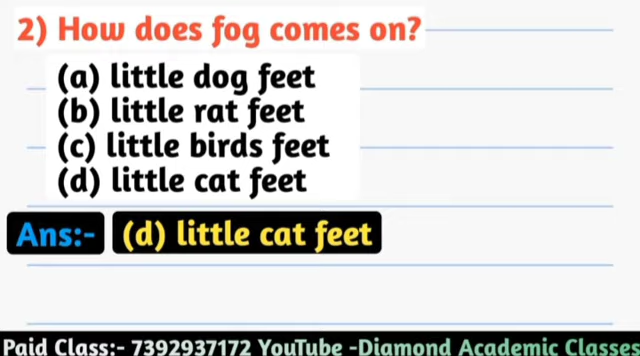 2) How does fog comes on?
(a) little dog feet
(b) little rat feet
(c) little birds feet
(d) little cat feet
Ans:- (d) little cat feet
Paid Class:- 7392937172 YouTube -Diamond Academic Classes